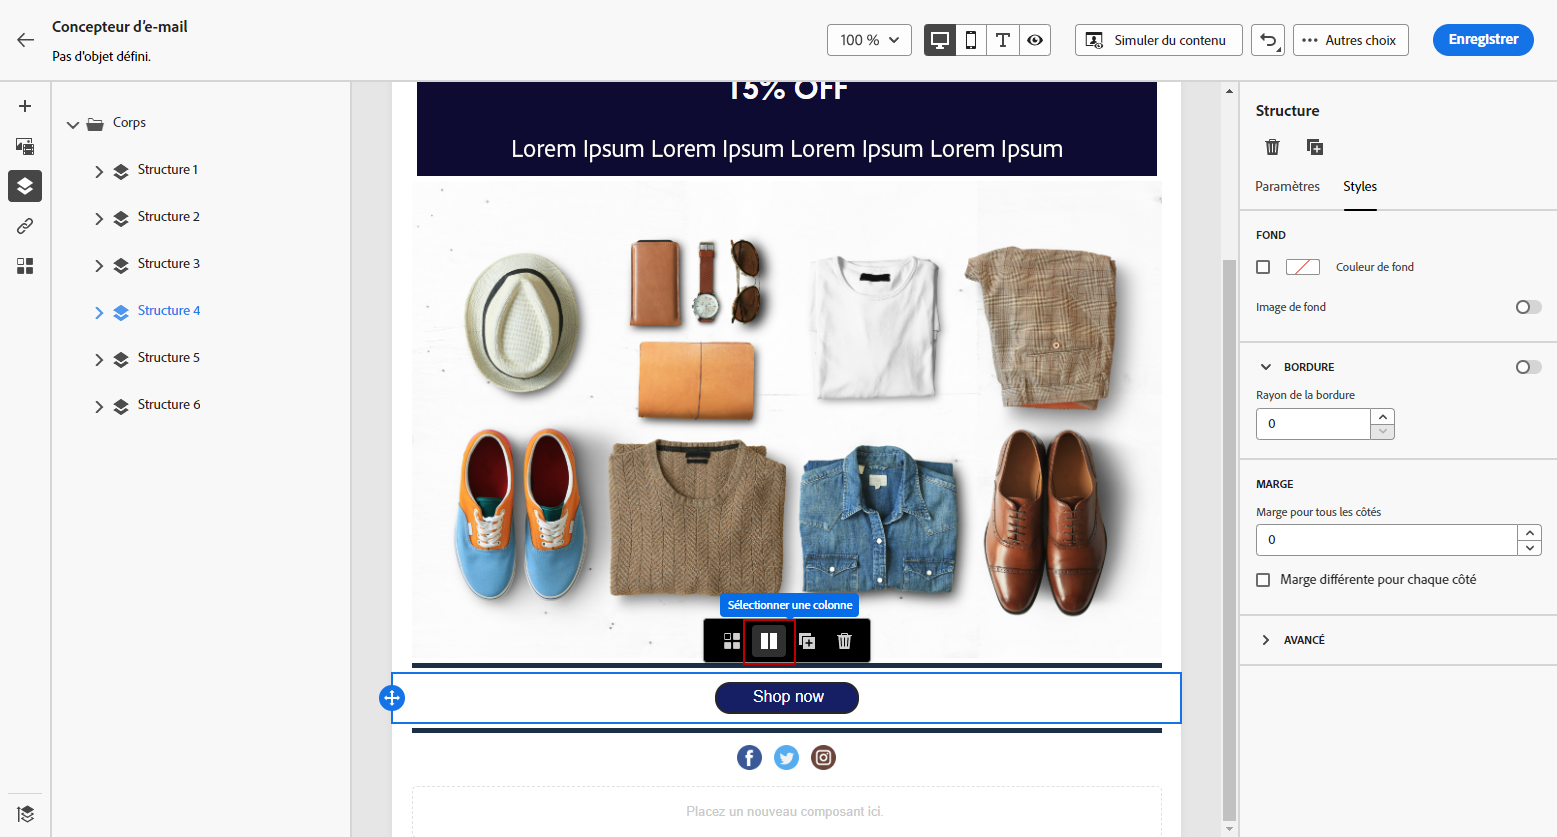 Concepteur d'e-mail
Pas d'objet défini.
100 %
Simuler du contenu
Autres choix
Enregistrer
Corps
Structure 1
Structure 2
Structure 3
Structure 4
Structure 5
Structure 6
15% OFF
Lorem Ipsum Lorem Ipsum Lorem Ipsum Lorem Ipsum
Sélectionner une colonne
Shop now
Placez un nouveau composant ici.
Structure
Paramètres Styles
FOND
Couleur de fond
Image de fond
BORDURE
Rayon de la bordure
0
MARGE
Marge pour tous les côtés
0
Marge différente pour chaque côté
AVANCÉ